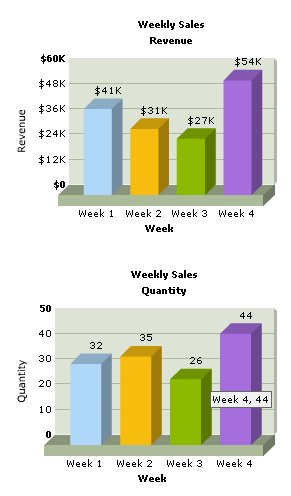 Weekly Sales
Revenue
$60K
$54K
$48K
$41K
$36K
$31K
$27K
$24K
$12K
$0
Revenue
Week 1 Week 2 Week 3 Week 4
Week
Weekly Sales
Quantity
50
44
40
35
32
30
26
20
Week 4, 44
10
0
Quantity
Week 1 Week 2 Week 3 Week 4
Week